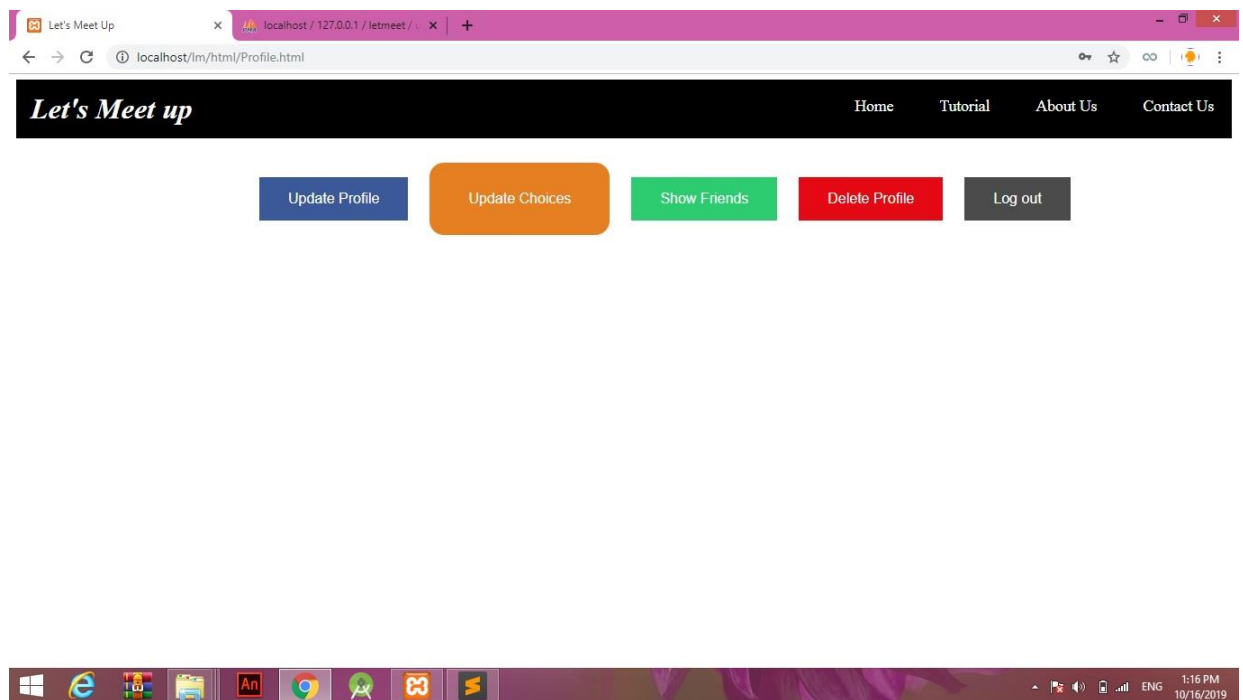 Let's Meet Up
localhost / 127.0.0.1 / letmeet /
localhost/lm/html/Profile.html
Let's Meet up
Home Tutorial About Us Contact Us
Update Profile Update Choices Show Friends Delete Profile Log out
An
ENG
1:16 PM
10/16/2019